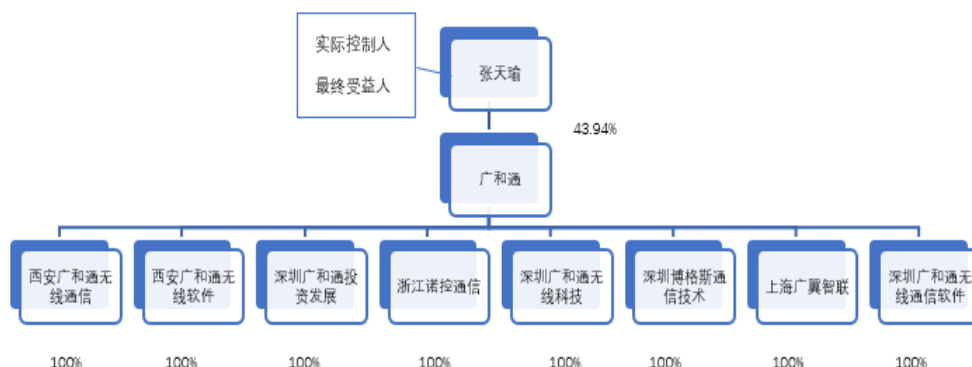 实际控制人
最终受益人
张天瑜
43.94%
广和通
西安广和通无
线通信
西安广和通无
线软件
深圳广和通投
资发展
浙江诺控通信
深圳广和通无
线科技
深圳博格斯通
信技术
上海广翼智联
深圳广和通无
线通信软件
100%
100%
100%
100%
100%
100%
100%
100%